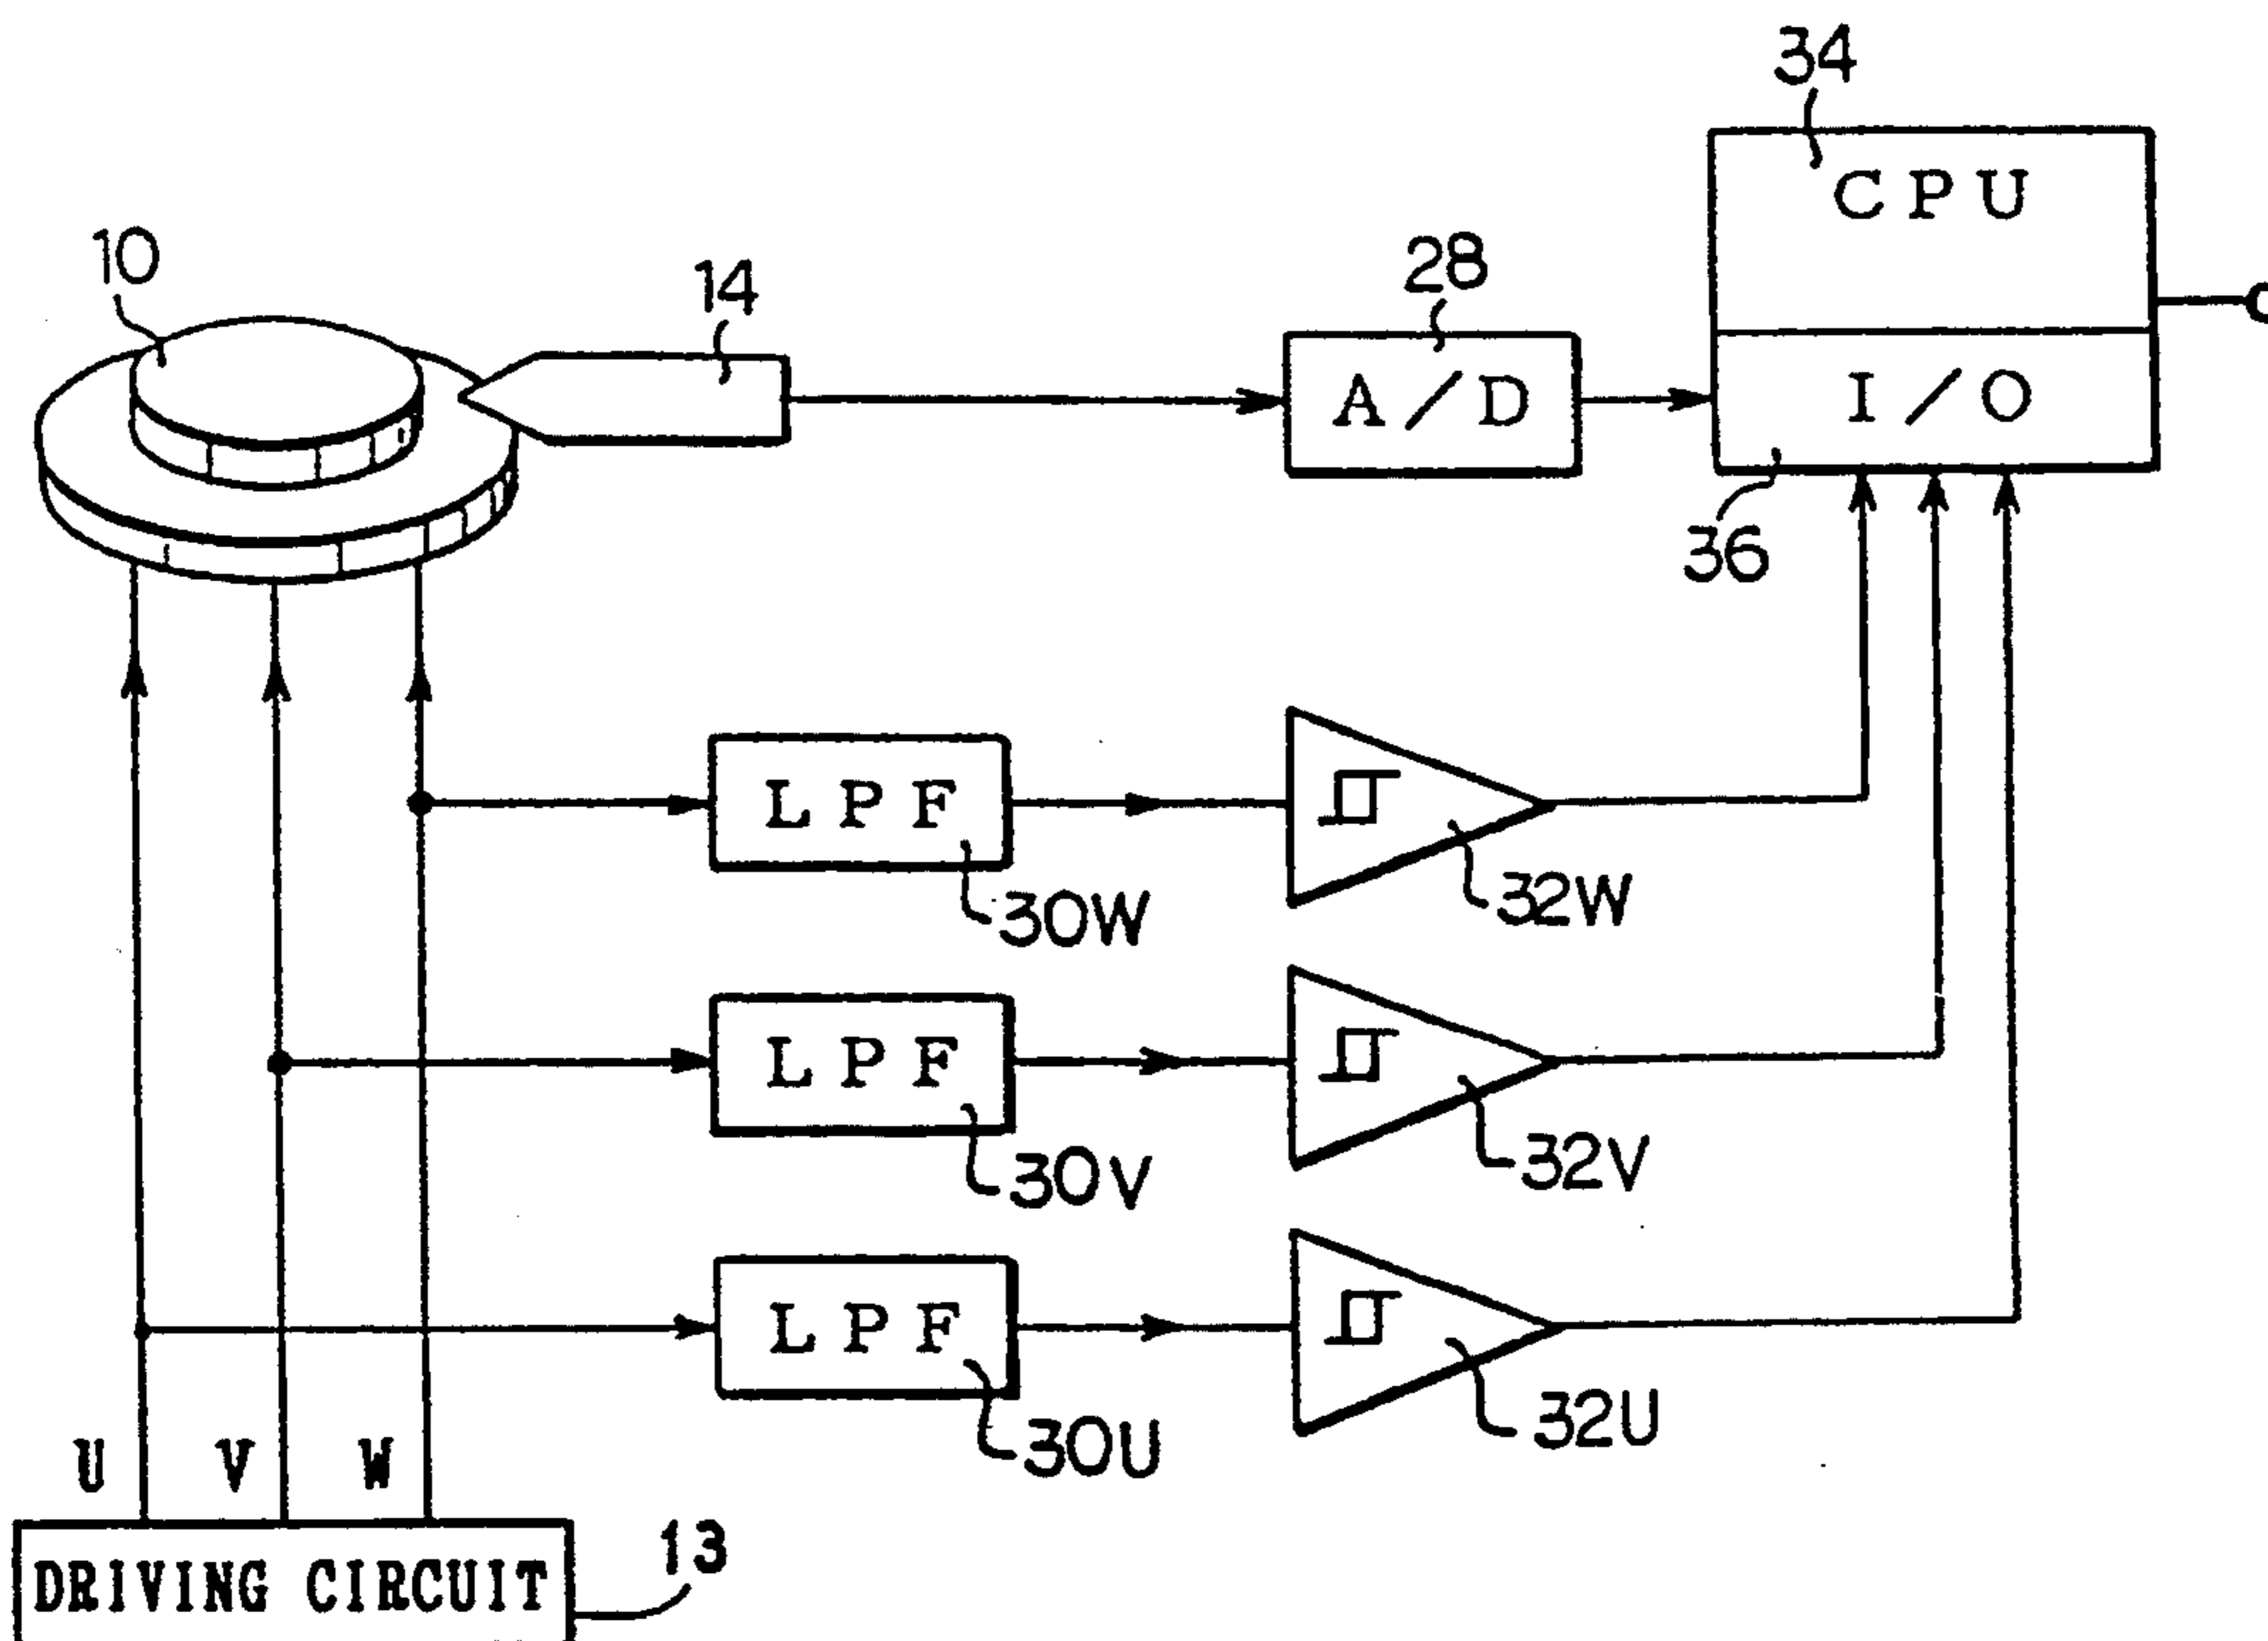 34
CPU
10
14
28
A/D
I/O
36
LPF
30W
32W
LPF
30V
32V
LPF
30U
32U
U V W
DRIVING CIRCUIT
13